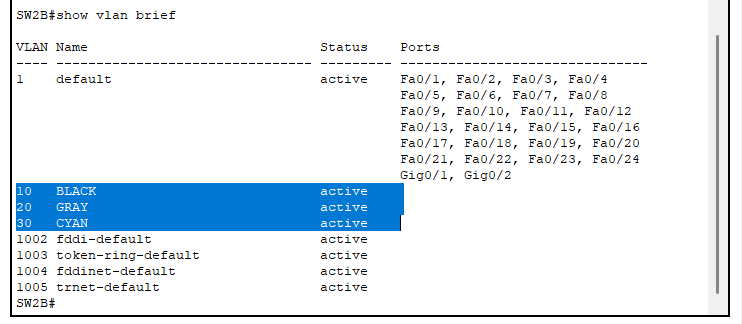 SW2B#show vlan brief
VLAN Name                             Status    Ports
---- -------------------------------- --------- -------------------------------
1    default                          active    Fa0/1, Fa0/2, Fa0/3, Fa0/4
                                                Fa0/5, Fa0/6, Fa0/7, Fa0/8
                                                Fa0/9, Fa0/10, Fa0/11, Fa0/12
                                                Fa0/13, Fa0/14, Fa0/15, Fa0/16
                                                Fa0/17, Fa0/18, Fa0/19, Fa0/20
                                                Fa0/21, Fa0/22, Fa0/23, Fa0/24
                                                Gig0/1, Gig0/2
10   BLACK                            active
20   GRAY                             active
30   CYAN                             active
1002 fddi-default                     active
1003 token-ring-default               active
1004 fddinet-default                  active
1005 trnet-default                    active
SW2B#